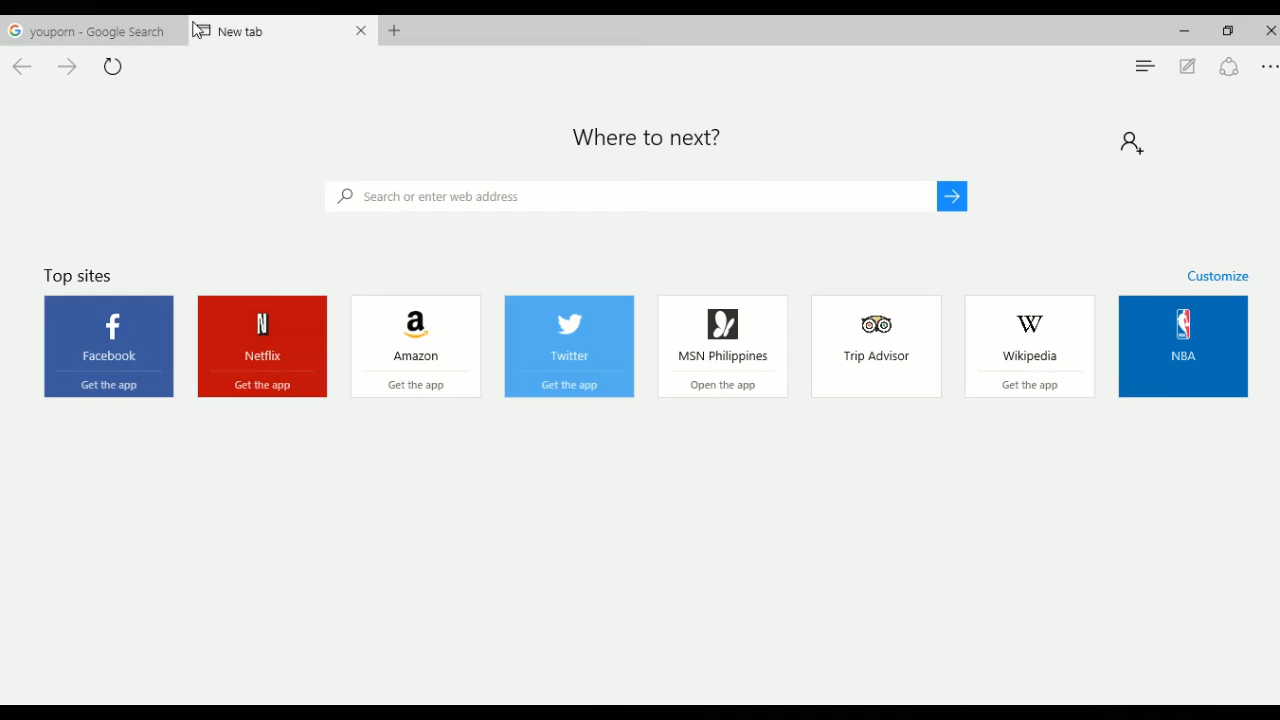 youporn - Google Search
New tab
Where to next?
Search or enter web address
Top sites
Customize
Facebook
Get the app
N
Netflix
Get the app
a
Amazon
Get the app
Twitter
Get the app
MSN Philippines
Open the app
Trip Advisor
W
Wikipedia
Get the app
NBA